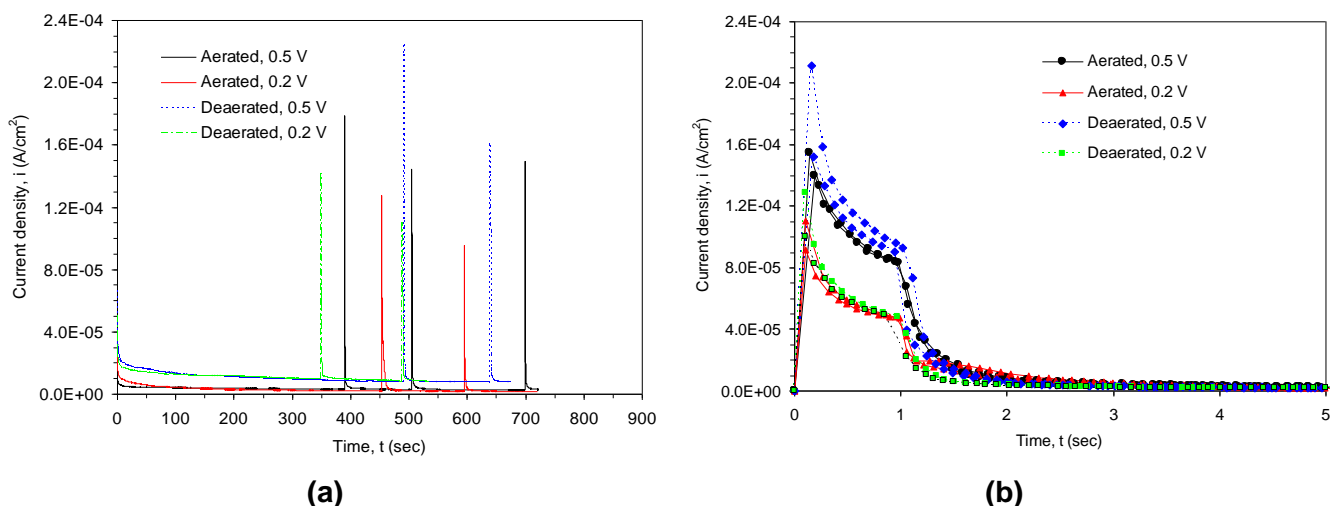 2.4E-04
2.0E-04
1.6E-04
1.2E-04
8.0E-05
4.0E-05
0.0E+00
Current density, i (A/cm²)
Aerated, 0.5 V
Aerated, 0.2 V
Deaerated, 0.5 V
Deaerated, 0.2 V
0 100 200 300 400 500 600 700 800 900
Time, t (sec)
(a)
2.4E-04
2.0E-04
1.6E-04
1.2E-04
8.0E-05
4.0E-05
0.0E+00
Current density, i (A/cm²)
Aerated, 0.5 V
Aerated, 0.2 V
Deaerated, 0.5 V
Deaerated, 0.2 V
0 1 2 3 4 5
Time, t (sec)
(b)